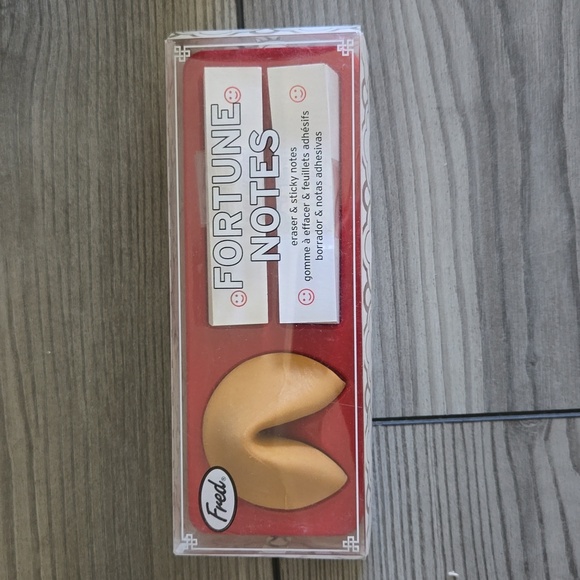 FORTUNE
NOTES
eraser & sticky notes
gomme à effacer & feuillets adhésifs
borrador & notas adhesivas
Fred